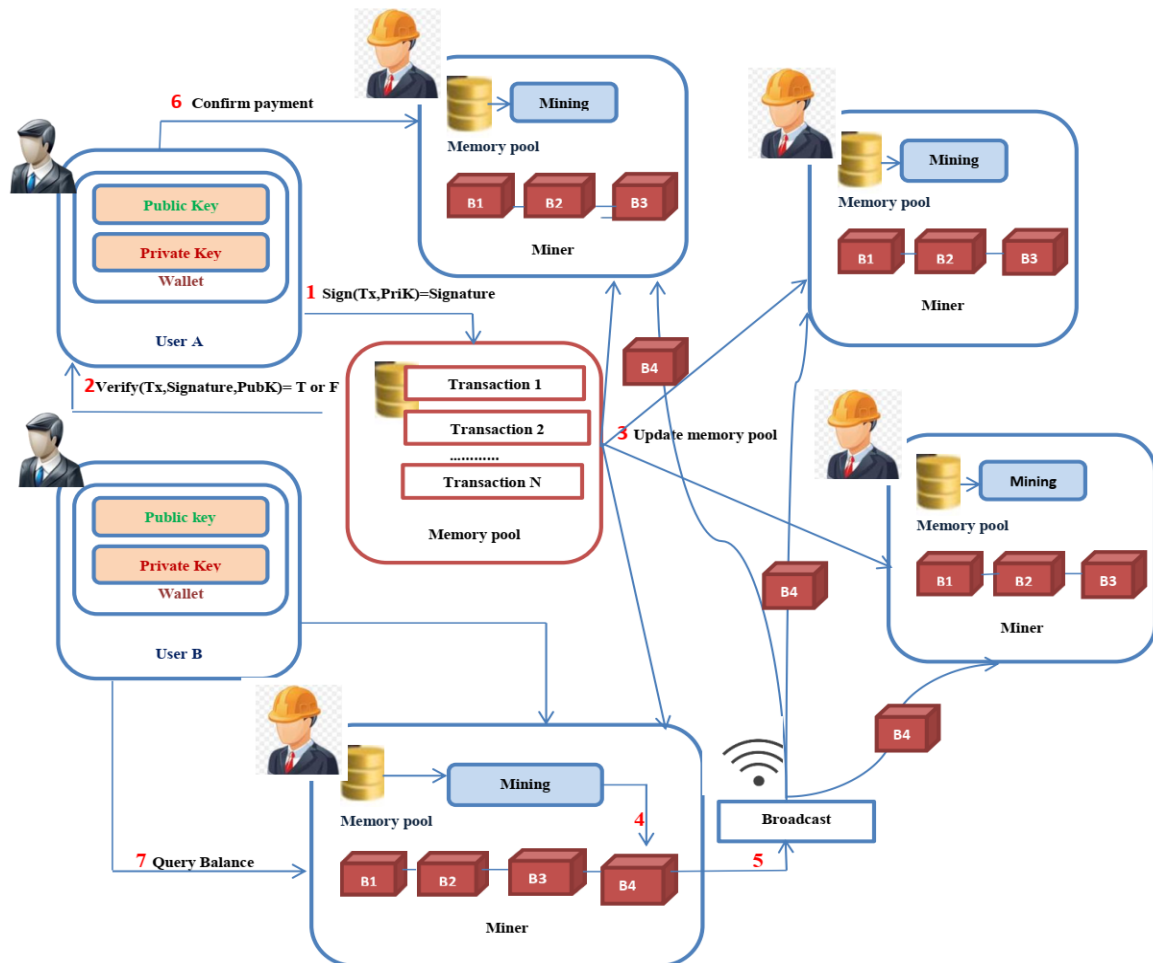 6 Confirm payment
Mining
Memory pool
B1 B2 B3
Miner
Mining
Memory pool
B1 B2 B3
Miner
Public Key
Private Key
Wallet
User A
1 Sign(Tx,PriK)=Signature
2Verify(Tx,Signature,PubK)= T or F
Transaction 1
Transaction 2
.............
Transaction N
Memory pool
B4
3 Update memory pool
Mining
Memory pool
B1 B2 B3
Miner
Public key
Private Key
Wallet
User B
B4
B4
Mining
Memory pool
4
B1 B2 B3 B4
Miner
7 Query Balance
Broadcast
5